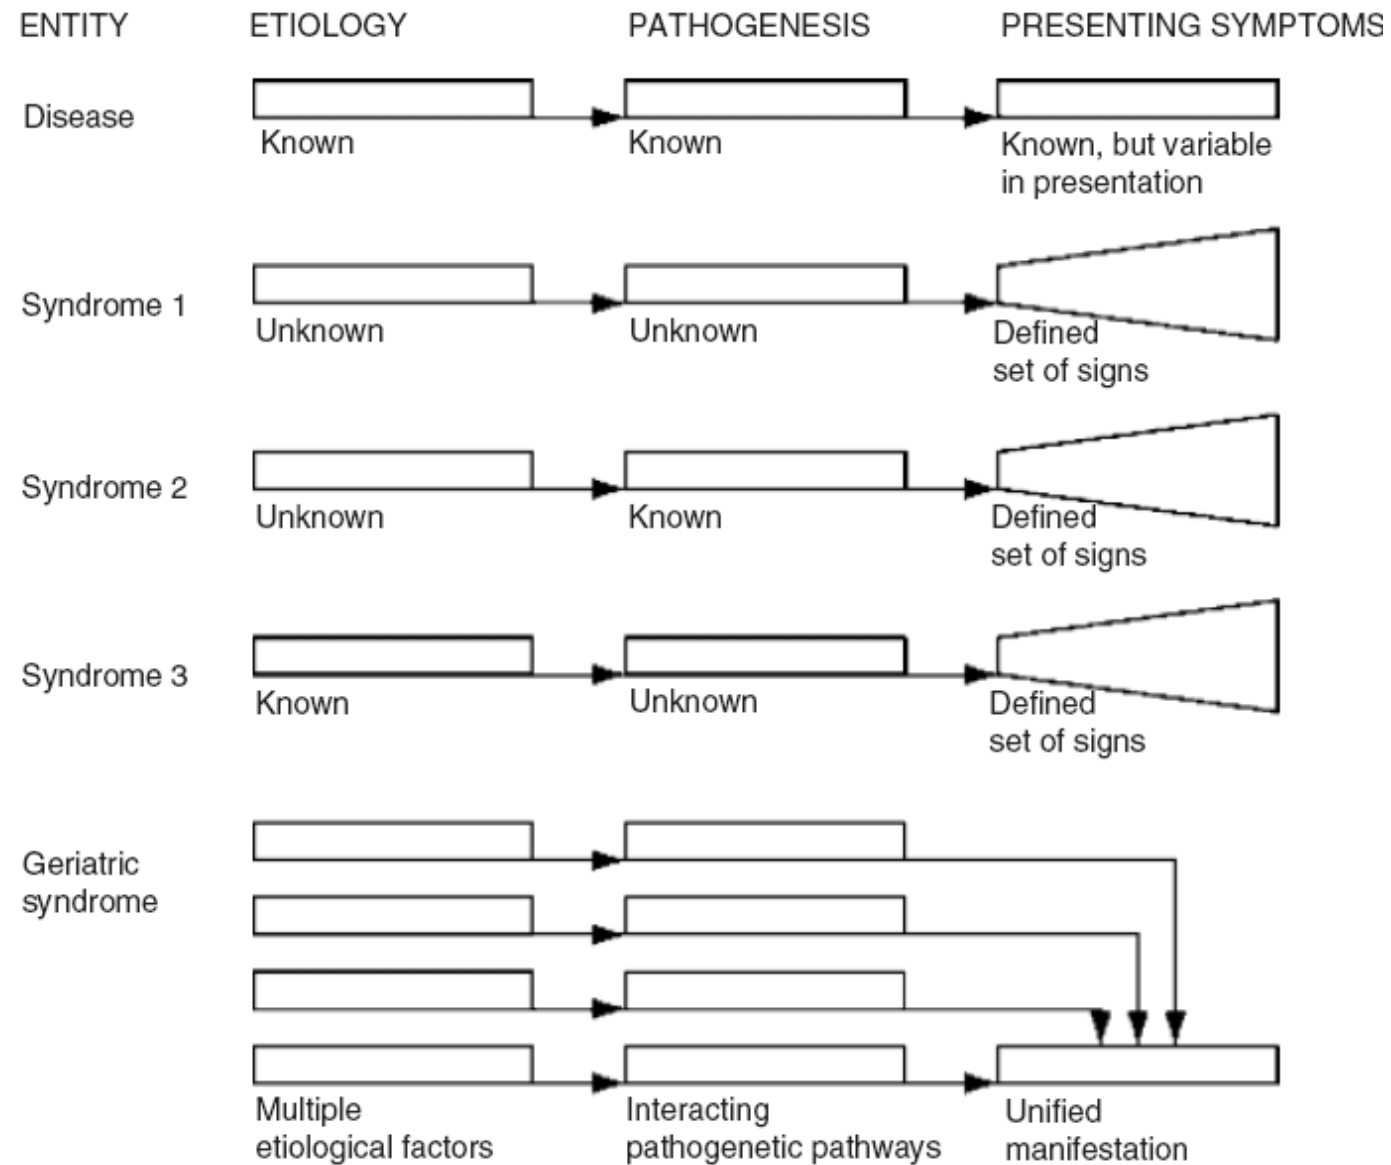 ENTITY ETIOLOGY PATHOGENESIS PRESENTING SYMPTOMS
Disease
Known Known Known, but variable
in presentation
Syndrome 1
Unknown Unknown Defined
set of signs
Syndrome 2
Unknown Known Defined
set of signs
Syndrome 3
Known Unknown Defined
set of signs
Geriatric
syndrome
Multiple Interacting Unified
etiological factors pathogenetic pathways manifestation